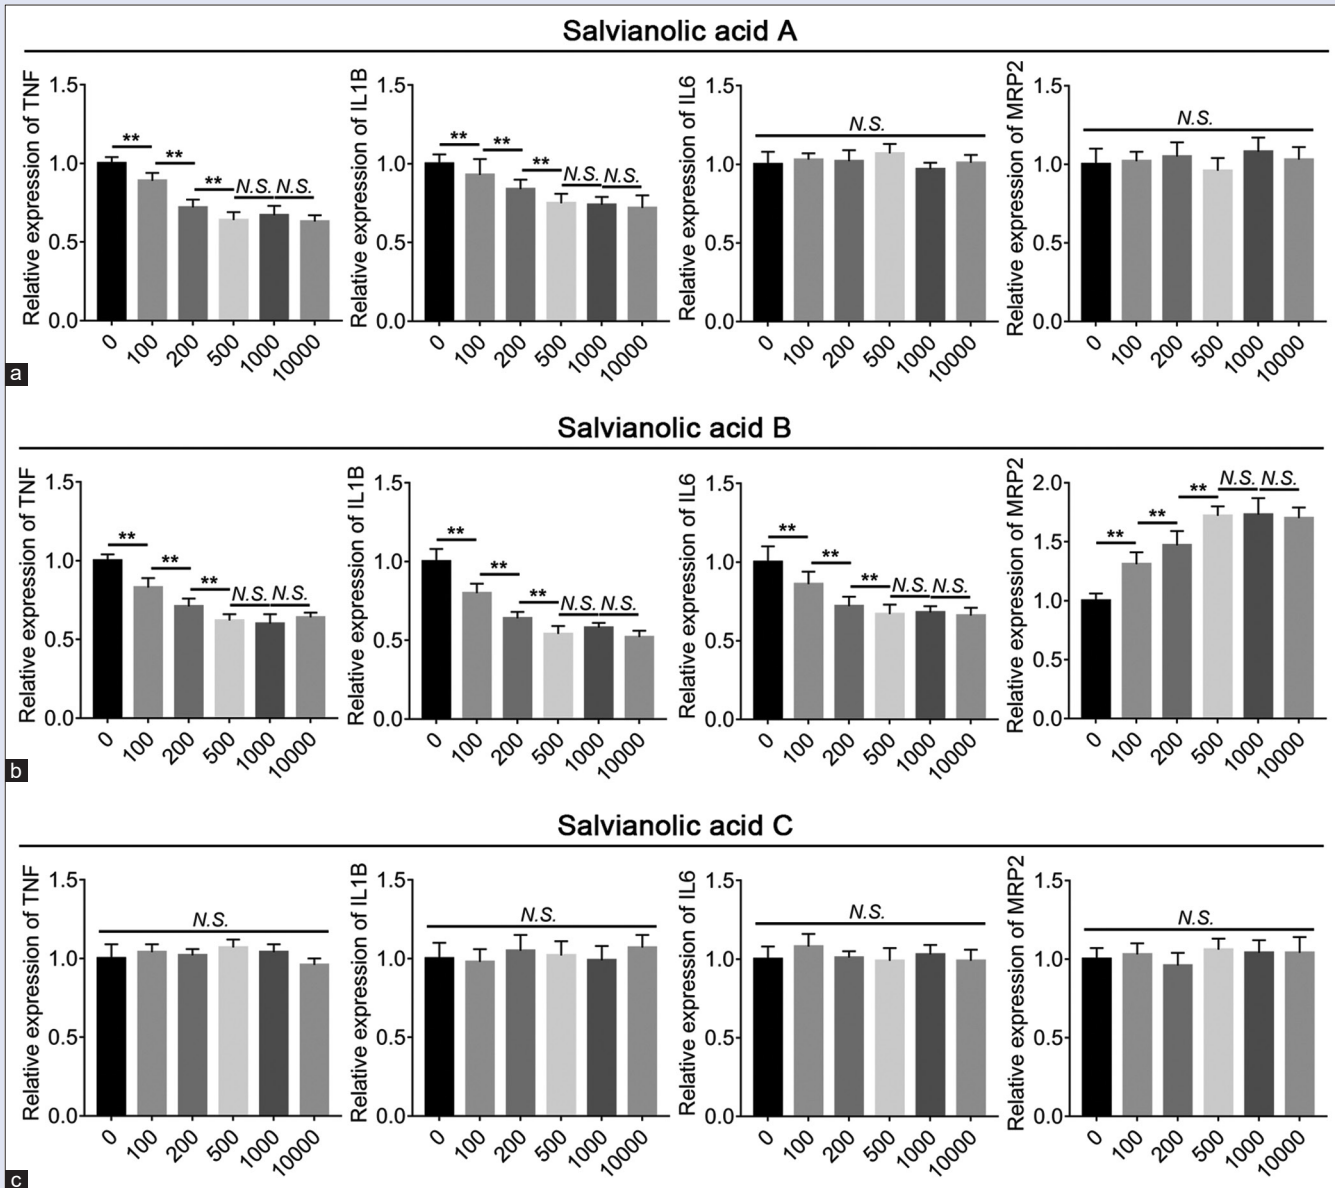 Salvianolic acid A
Relative expression of TNF
1.5
1.0
0.5
0.0
** ** ** N.S. N.S.
0 100 200 500 1000 10000
Relative expression of IL1B
1.5
1.0
0.5
0.0
** ** ** N.S. N.S.
0 100 200 500 1000 10000
Relative expression of IL6
1.5
1.0
0.5
0.0
N.S.
0 100 200 500 1000 10000
Relative expression of MRP2
1.5
1.0
0.5
0.0
N.S.
0 100 200 500 1000 10000
a
Salvianolic acid B
Relative expression of TNF
1.5
1.0
0.5
0.0
** ** ** N.S. N.S.
0 100 200 500 1000 10000
Relative expression of IL1B
1.5
1.0
0.5
0.0
** ** ** N.S. N.S.
0 100 200 500 1000 10000
Relative expression of IL6
1.5
1.0
0.5
0.0
** ** ** N.S. N.S.
0 100 200 500 1000 10000
Relative expression of MRP2
2.0
1.5
1.0
0.5
0.0
** ** ** N.S. N.S.
0 100 200 500 1000 10000
b
Salvianolic acid C
Relative expression of TNF
1.5
1.0
0.5
0.0
N.S.
0 100 200 500 1000 10000
Relative expression of IL1B
1.5
1.0
0.5
0.0
N.S.
0 100 200 500 1000 10000
Relative expression of IL6
1.5
1.0
0.5
0.0
N.S.
0 100 200 500 1000 10000
Relative expression of MRP2
1.5
1.0
0.5
0.0
N.S.
0 100 200 500 1000 10000
c